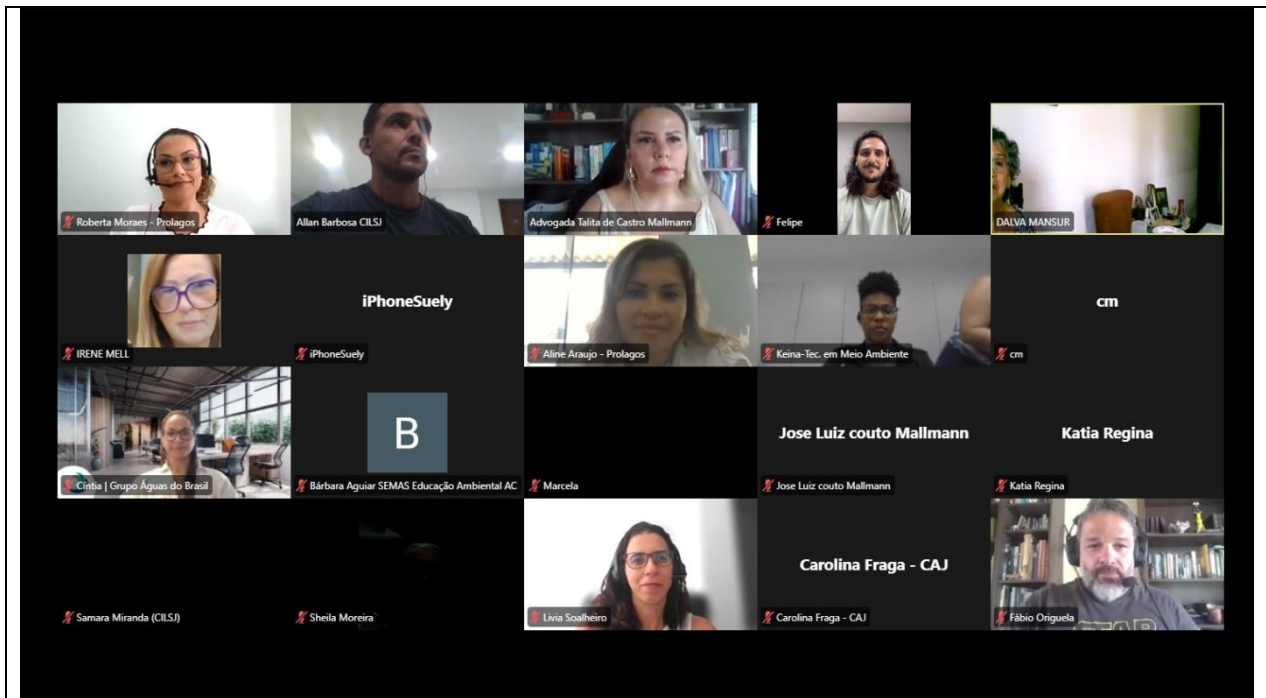 Roberta Moraes - Prolagos
Allan Barbosa CILSJ
Advogada Talita de Castro Mallmann
Felipe
DALVA MANSUR
IRENE MELL
iPhoneSuely
iPhoneSuely
Aline Araujo - Prolagos
Keina-Tec. em Meio Ambiente
cm
cm
Cíntia | Grupo Águas do Brasil
B
Bárbara Aguiar SEMAS Educação Ambiental AC
Marcela
Jose Luiz couto Mallmann
Jose Luiz couto Mallmann
Katia Regina
Katia Regina
Samara Miranda (CILSJ)
Sheila Moreira
Livia Soalheiro
Carolina Fraga - CAJ
Carolina Fraga - CAJ
Fábio Origuela